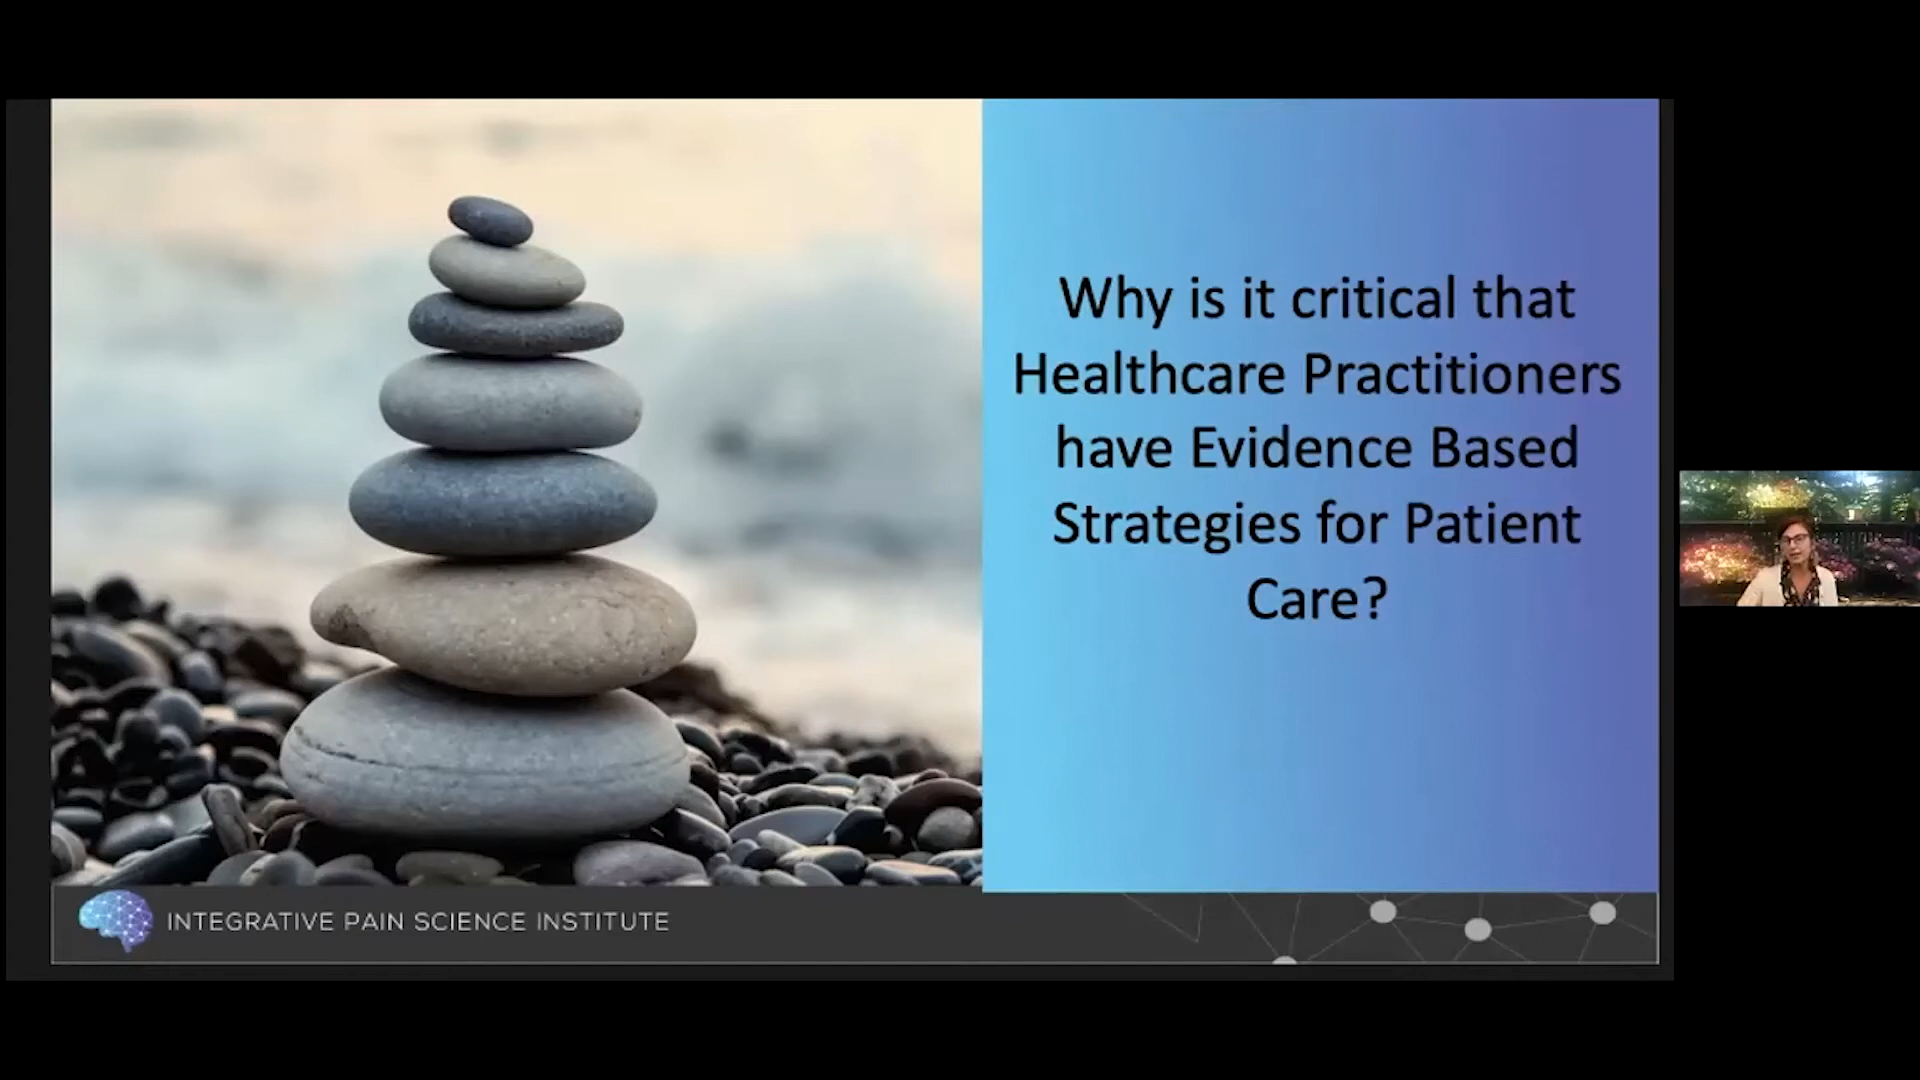 Why is it critical that
Healthcare Practitioners
have Evidence Based
Strategies for Patient
Care?
INTEGRATIVE PAIN SCIENCE INSTITUTE